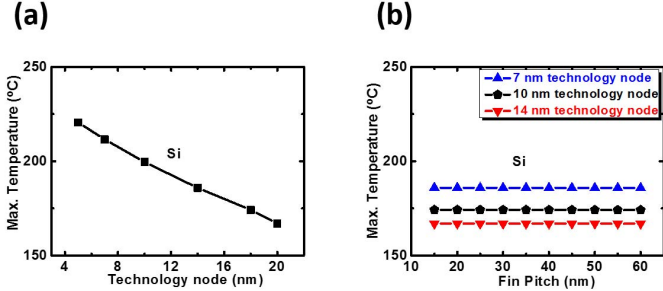 (a)
(b)
Max. Temperature (ºC)
250
200
150
Si
4 8 12 16 20
Technology node (nm)
Max. Temperature (ºC)
250
200
150
7 nm technology node
10 nm technology node
14 nm technology node
Si
10 20 30 40 50 60
Fin Pitch (nm)